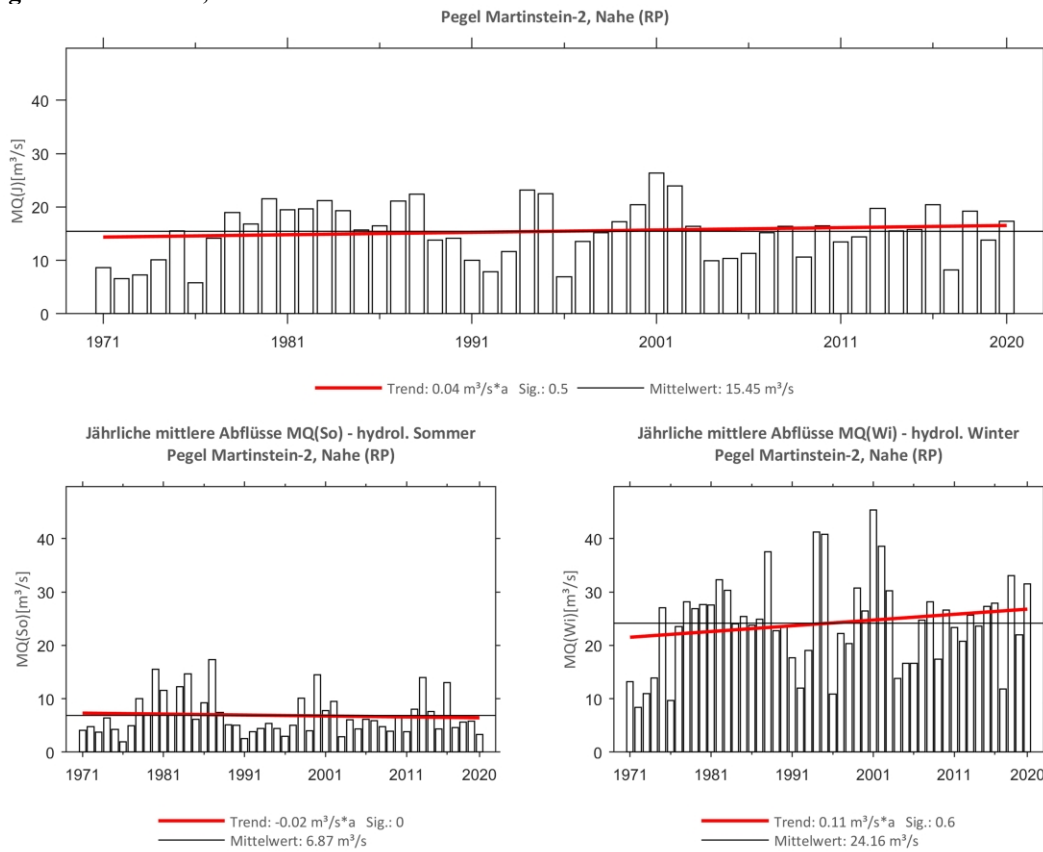 Pegel Martinstein-2, Nahe (RP)
MQ(J)[m³/s]
40
30
20
10
0
1971
1981
1991
2001
2011
2020
Trend: 0.04 m³/s*a Sig.: 0.5
Mittelwert: 15.45 m³/s
Jährliche mittlere Abflüsse MQ(So) - hydrol. Sommer
Pegel Martinstein-2, Nahe (RP)
MQ(So)[m³/s]
40
30
20
10
0
1971
1981
1991
2001
2011
2020
Trend: -0.02 m³/s*a Sig.: 0
Mittelwert: 6.87 m³/s
Jährliche mittlere Abflüsse MQ(Wi) - hydrol. Winter
Pegel Martinstein-2, Nahe (RP)
MQ(Wi)[m³/s]
40
30
20
10
0
1971
1981
1991
2001
2011
2020
Trend: 0.11 m³/s*a Sig.: 0.6
Mittelwert: 24.16 m³/s